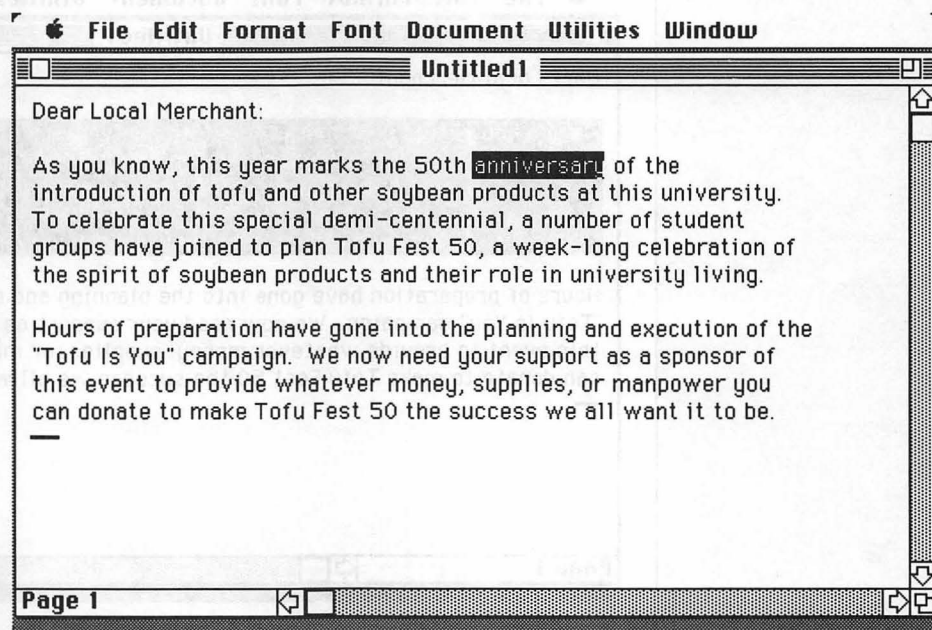 File Edit Format Font Document Utilities Window
Untitled1
Dear Local Merchant:
As you know, this year marks the 50th anniversary of the
introduction of tofu and other soybean products at this university.
To celebrate this special demi-centennial, a number of student
groups have joined to plan Tofu Fest 50, a week-long celebration of
the spirit of soybean products and their role in university living.
Hours of preparation have gone into the planning and execution of the
"Tofu Is You" campaign. We now need your support as a sponsor of
this event to provide whatever money, supplies, or manpower you
can donate to make Tofu Fest 50 the success we all want it to be.
Page 1